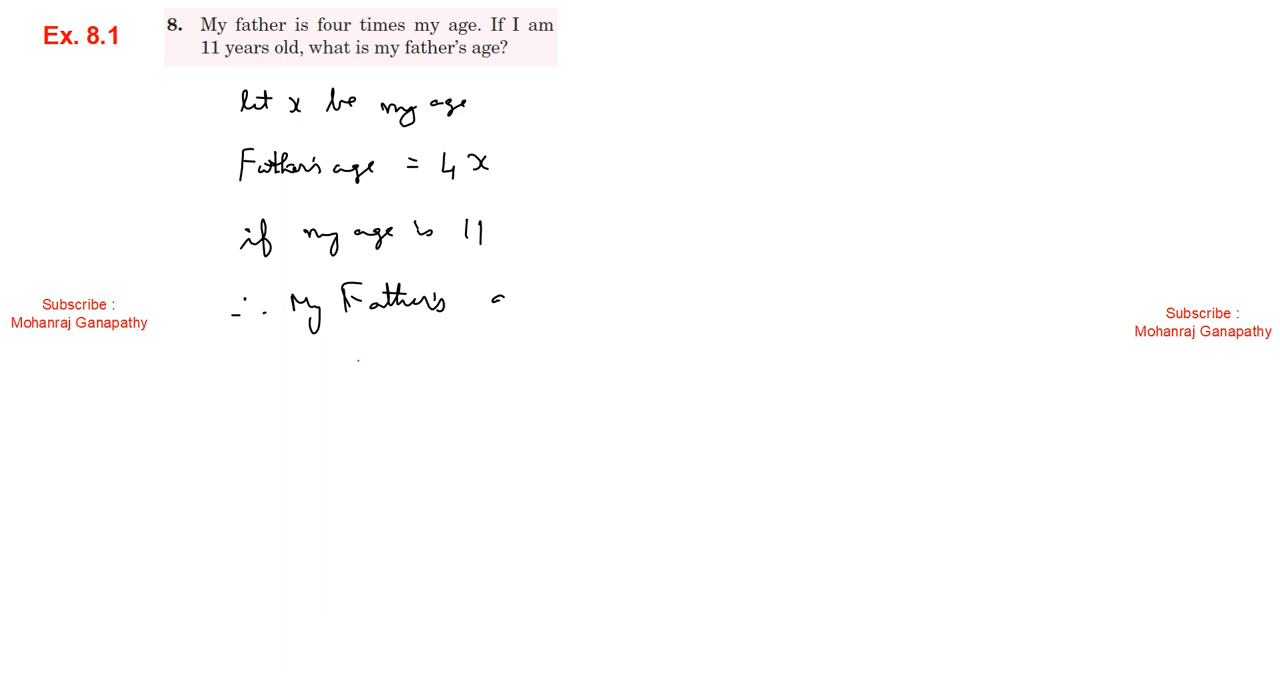 Ex. 8.1
8. My father is four times my age. If I am
11 years old, what is my father's age?
let x be my age
Father's age = 4x
if my age is 11
∴ My Father's a
Subscribe :
Mohanraj Ganapathy
Subscribe :
Mohanraj Ganapathy